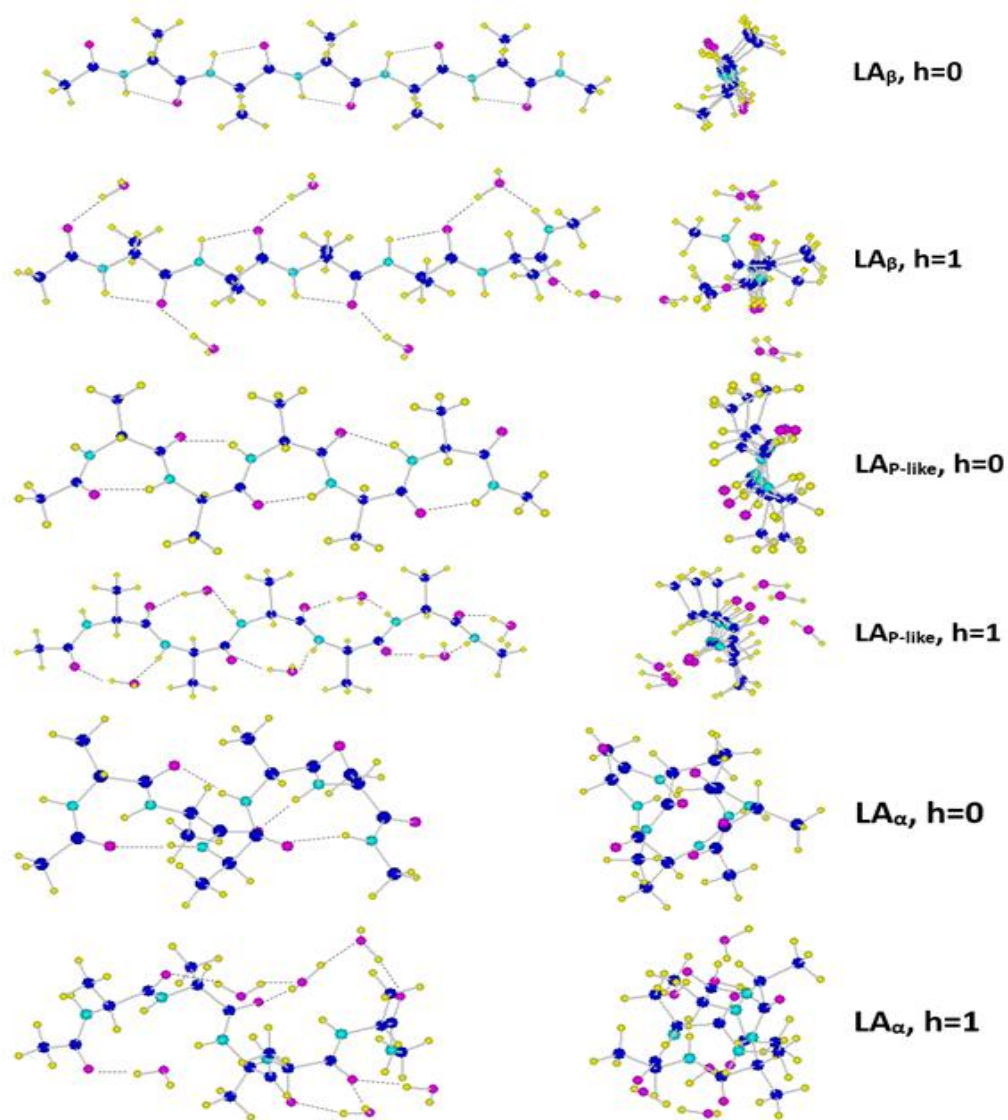 LAβ, h=0
LAβ, h=1
LAP-like, h=0
LAP-like, h=1
LAα, h=0
LAα, h=1